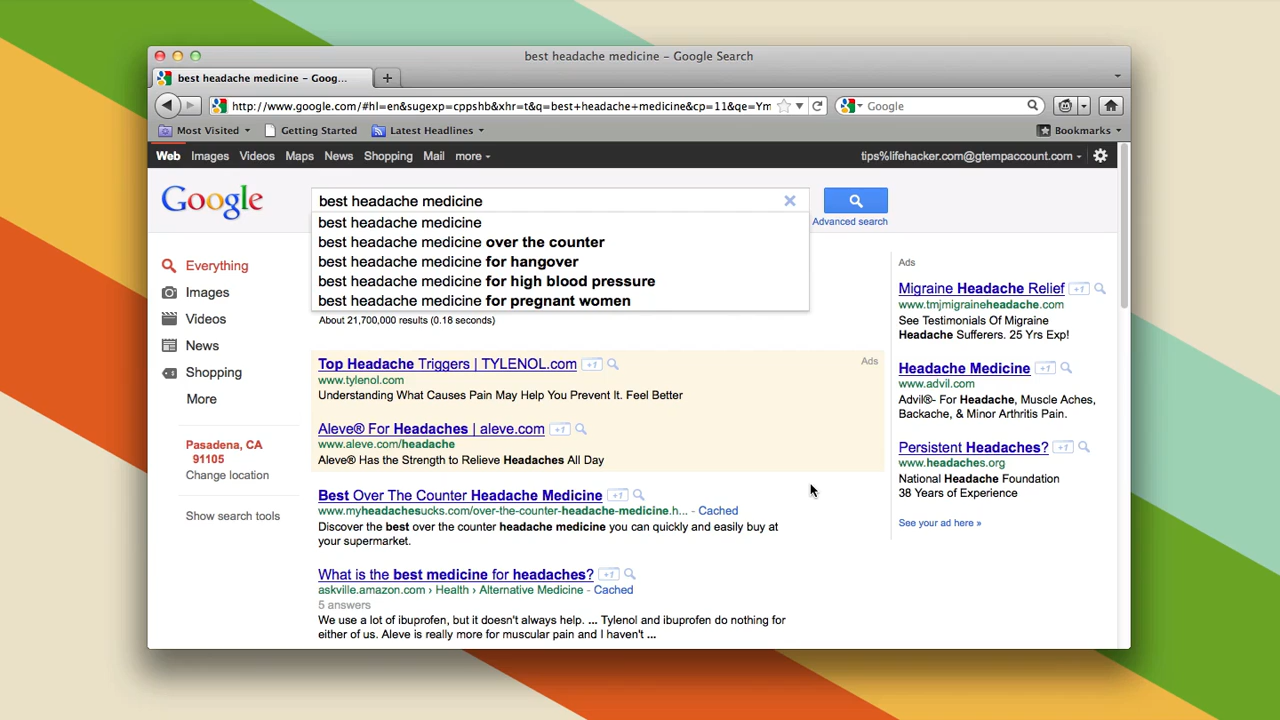 best headache medicine – Google Search
best headache medicine – Goog...
http://www.google.com/#hl=en&sugexp=cppshb&xhr=t&q=best+headache+medicine&cp=11&qe=Ym
Google
Most Visited
Getting Started
Latest Headlines
Bookmarks
Web Images Videos Maps News Shopping Mail more
tips%lifehacker.com@gtempaccount.com
Google
best headache medicine
Advanced search
best headache medicine
best headache medicine over the counter
best headache medicine for hangover
best headache medicine for high blood pressure
best headache medicine for pregnant women
About 21,700,000 results (0.18 seconds)
Everything
Images
Videos
News
Shopping
More
Pasadena, CA
91105
Change location
Show search tools
Ads
Top Headache Triggers | TYLENOL.com +1
www.tylenol.com
Understanding What Causes Pain May Help You Prevent It. Feel Better
Aleve® For Headaches | aleve.com +1
www.aleve.com/headache
Aleve® Has the Strength to Relieve Headaches All Day
Best Over The Counter Headache Medicine +1
www.myheadachesucks.com/over-the-counter-headache-medicine.h... - Cached
Discover the best over the counter headache medicine you can quickly and easily buy at
your supermarket.
What is the best medicine for headaches? +1
askville.amazon.com › Health › Alternative Medicine - Cached
5 answers
We use a lot of ibuprofen, but it doesn't always help. ... Tylenol and ibuprofen do nothing for
either of us. Aleve is really more for muscular pain and I haven't ...
Ads
Migraine Headache Relief +1
www.tmjmigraineheadache.com
See Testimonials Of Migraine
Headache Sufferers. 25 Yrs Exp!
Headache Medicine +1
www.advil.com
Advil®- For Headache, Muscle Aches,
Backache, & Minor Arthritis Pain.
Persistent Headaches? +1
www.headaches.org
National Headache Foundation
38 Years of Experience
See your ad here »